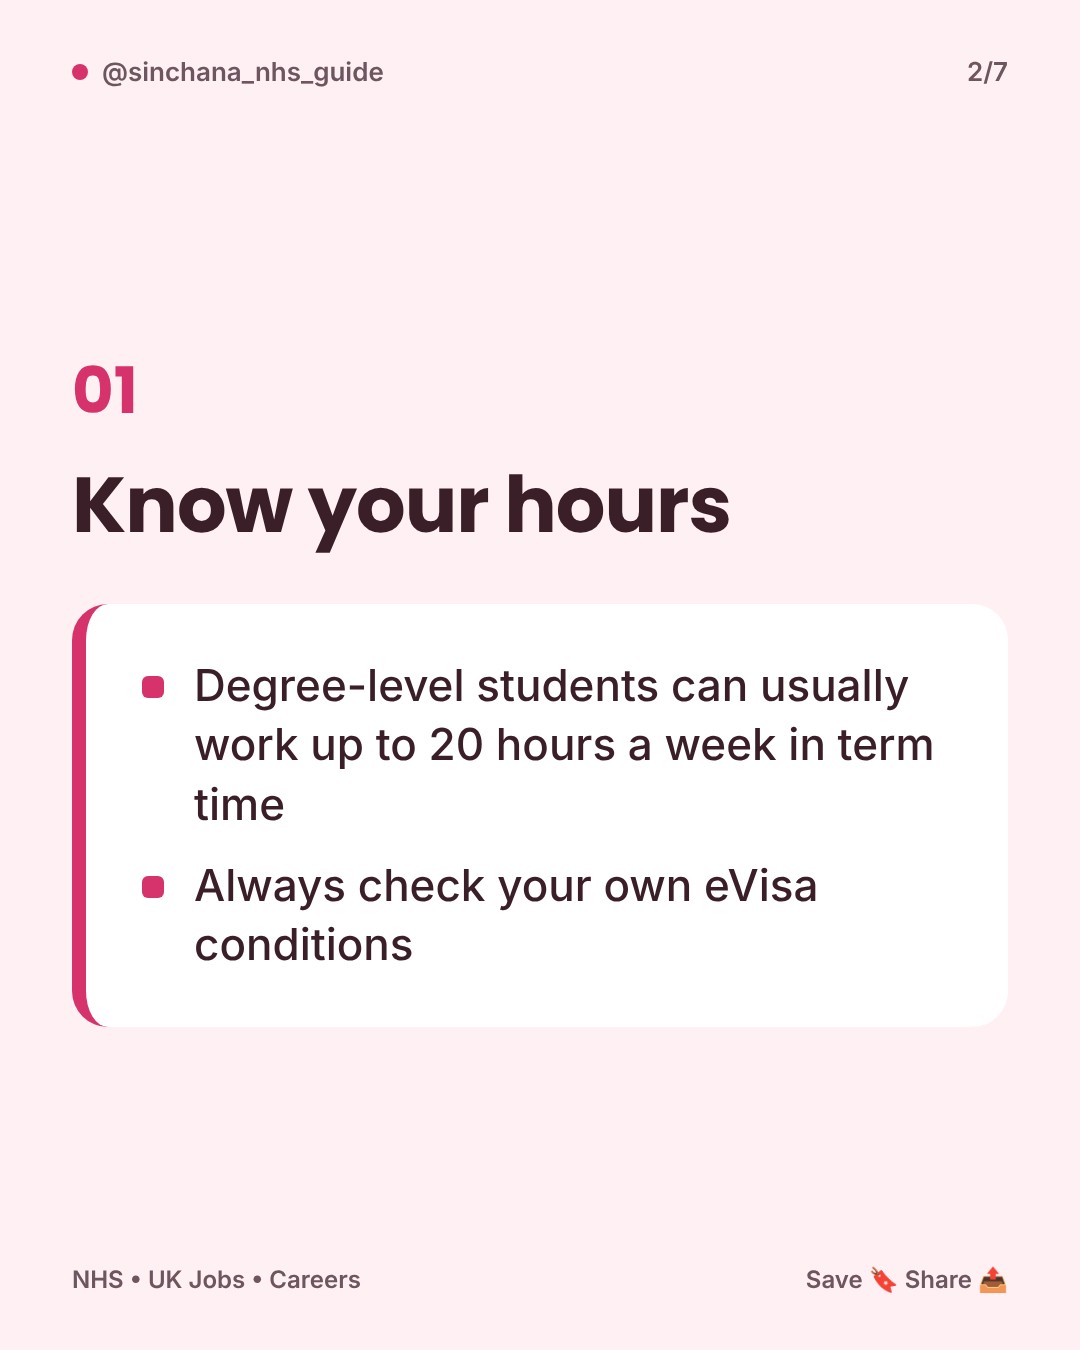 @sinchana_nhs_guide
2/7
01
Know your hours
Degree-level students can usually
work up to 20 hours a week in term
time
Always check your own eVisa
conditions
NHS • UK Jobs • Careers
Save 🔖 Share 📤